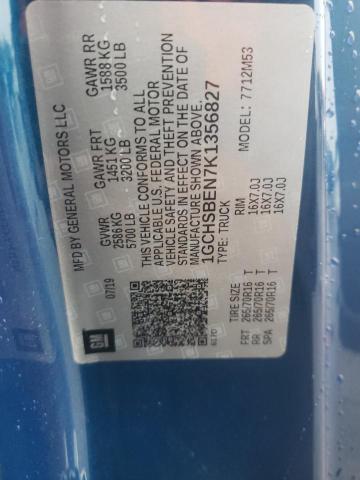 MFD BY GENERAL MOTORS LLC
07/19
GVWR GAWR FRT GAWR RR
2586 KG 1451 KG 1588 KG
5700 LB 3200 LB 3500 LB
THIS VEHICLE CONFORMS TO ALL
APPLICABLE U.S. FEDERAL MOTOR
VEHICLE SAFETY AND THEFT PREVENTION
STANDARDS IN EFFECT ON THE DATE OF
MANUFACTURE SHOWN ABOVE.
1GCHSBEN7K1356827
TYPE: TRUCK MODEL: 7712M53
TIRE SIZE RIM
FRT 265/70R16 T 16X7.0J
RR 265/70R16 T 16X7.0J
SPA 265/70R16 T 16X7.0J
GM